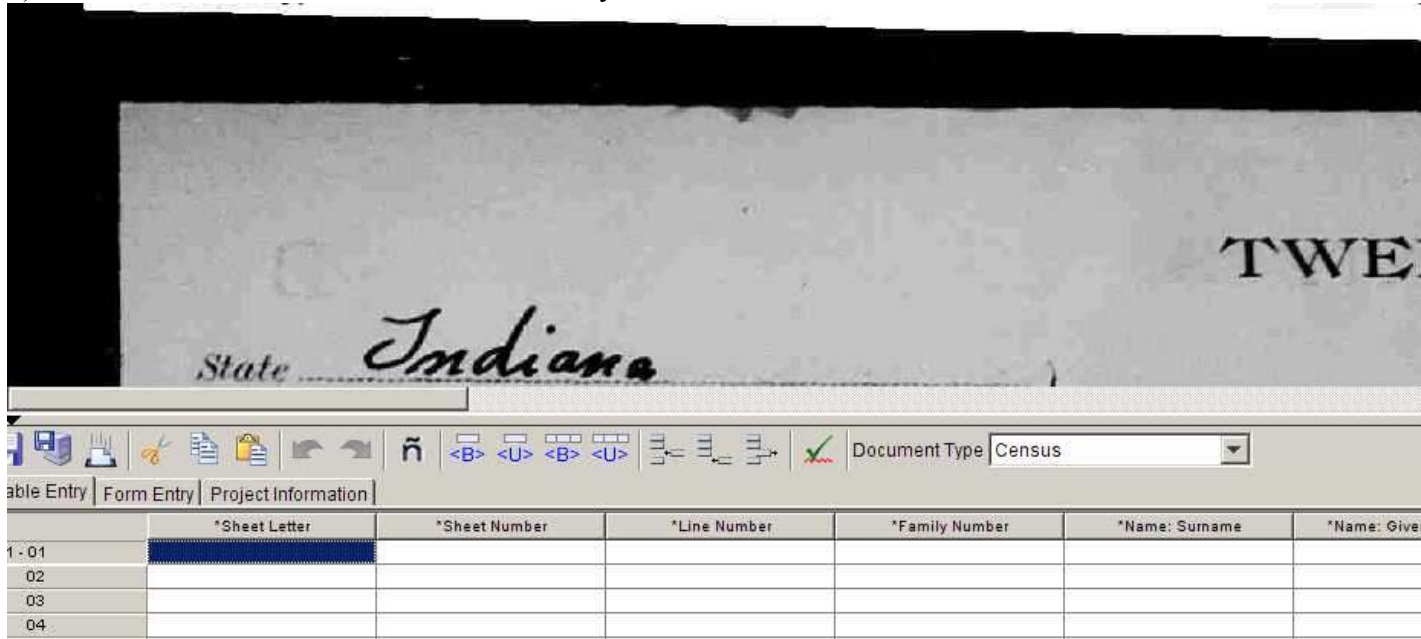 TWE
State Indiana
ñ <B> <U> <B> <U> Document Type Census
able Entry Form Entry Project Information
*Sheet Letter *Sheet Number *Line Number *Family Number *Name: Surname *Name: Give
1 - 01
02
03
04